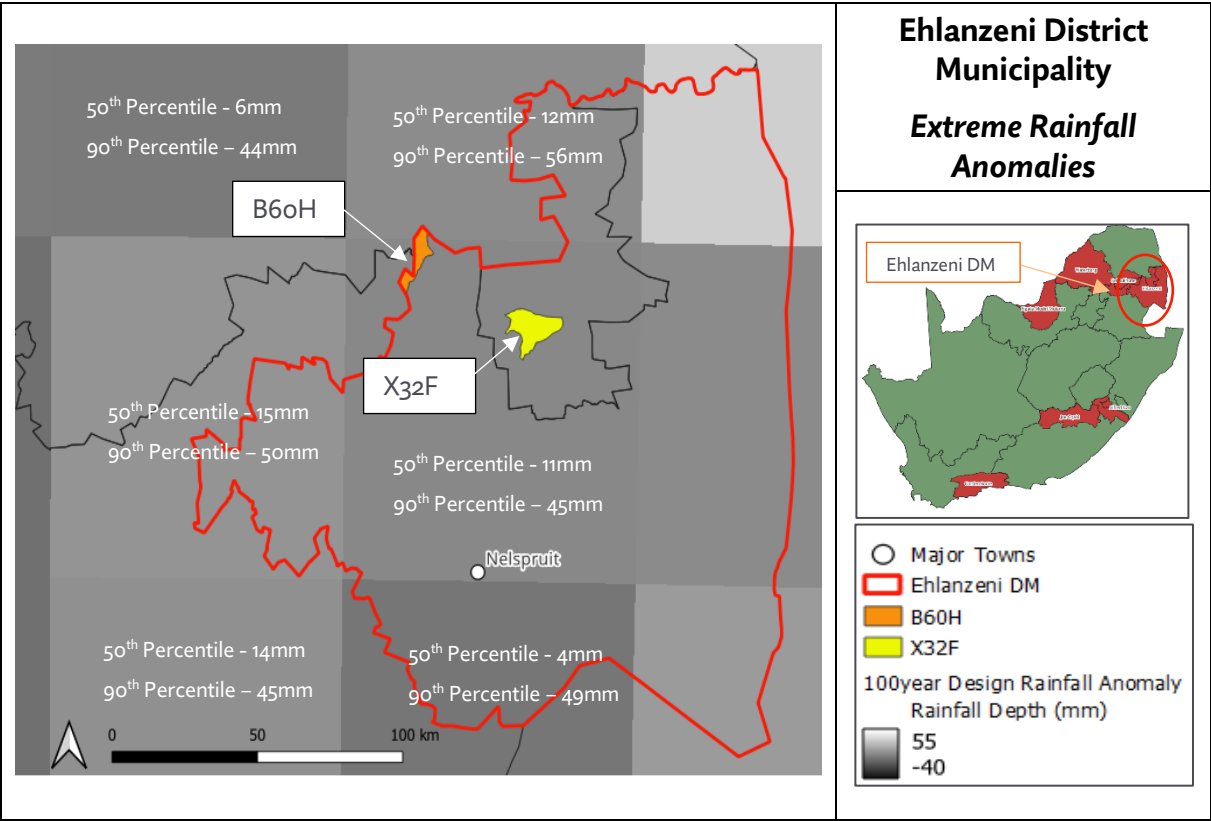 Ehlanzeni District
Municipality
Extreme Rainfall
Anomalies
50th Percentile - 6mm
90th Percentile – 44mm
50th Percentile - 12mm
90th Percentile – 56mm
B60H
X32F
50th Percentile - 15mm
90th Percentile – 50mm
50th Percentile - 11mm
90th Percentile – 45mm
Nelspruit
50th Percentile - 14mm
90th Percentile – 45mm
50th Percentile - 4mm
90th Percentile – 49mm
0 50 100 km
Ehlanzeni DM
Major Towns
Ehlanzeni DM
B60H
X32F
100year Design Rainfall Anomaly
Rainfall Depth (mm)
55
-40